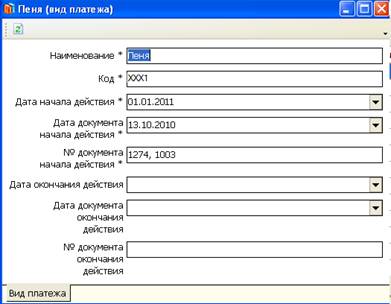 Пеня (вид платежа)
Наименование * Пеня
Код * XXX1
Дата начала действия * 01.01.2011
Дата документа
начала действия * 13.10.2010
№ документа
начала действия * 1274, 1003
Дата окончания действия
Дата документа
окончания
действия
№ документа
окончания
действия
Вид платежа